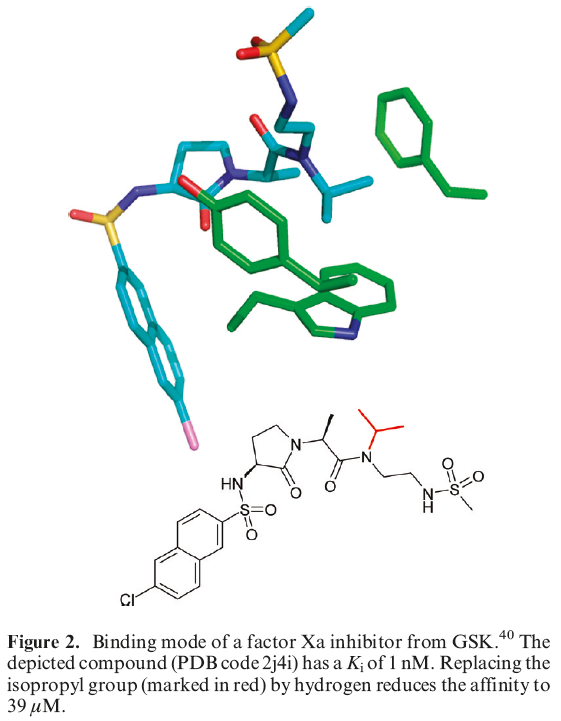 N
O
N
HN
O
O
N
H
O
O
S
S
O
O
Cl
Figure 2. Binding mode of a factor Xa inhibitor from GSK.40 The
depicted compound (PDB code 2j4i) has a Ki of 1 nM. Replacing the
isopropyl group (marked in red) by hydrogen reduces the affinity to
39 μM.